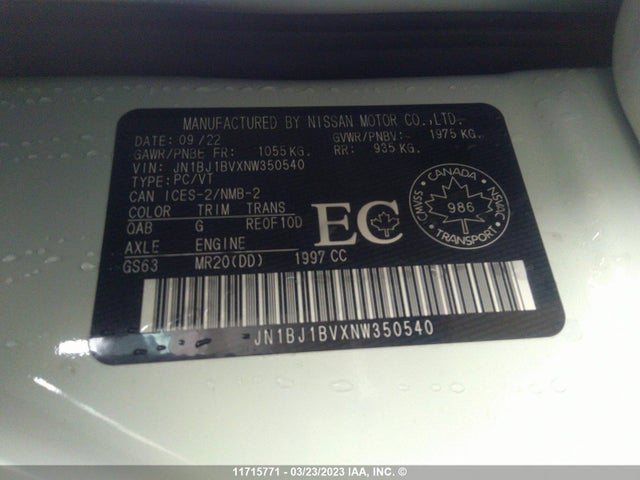 MANUFACTURED BY NISSAN MOTOR CO.,LTD.
DATE: 09/22 GVWR/PNBV: 1975 KG.
GAWR/PNBE FR: 1055 KG. RR: 935 KG.
VIN: JN1BJ1BVXNW350540
TYPE: PC/VT
CAN ICES-2/NMB-2
COLOR TRIM TRANS
QAB G RE0F10D
AXLE ENGINE
GS63 MR20(DD) 1997 CC
EC
CANADA
CMVSS NSVAC
986
TRANSPORT
JN1BJ1BVXNW350540
11715771 - 03/23/2023 IAA, INC. ©